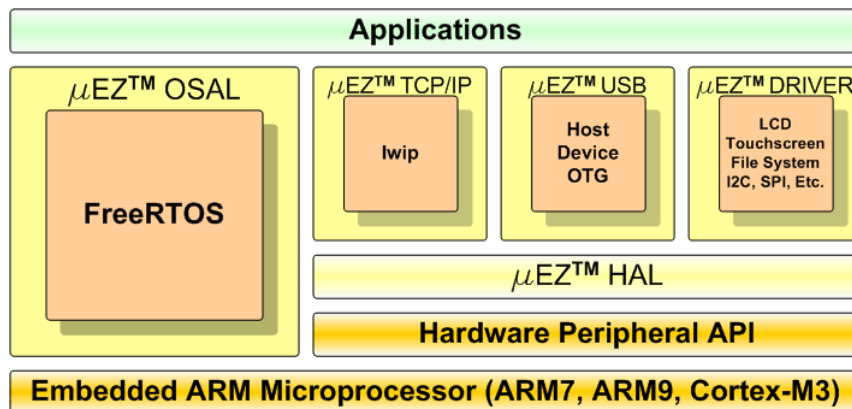 Applications
μEZ™ OSAL
FreeRTOS
μEZ™ TCP/IP
lwip
μEZ™ USB
Host
Device
OTG
μEZ™ DRIVER
LCD
Touchscreen
File System
I2C, SPI, Etc.
μEZ™ HAL
Hardware Peripheral API
Embedded ARM Microprocessor (ARM7, ARM9, Cortex-M3)